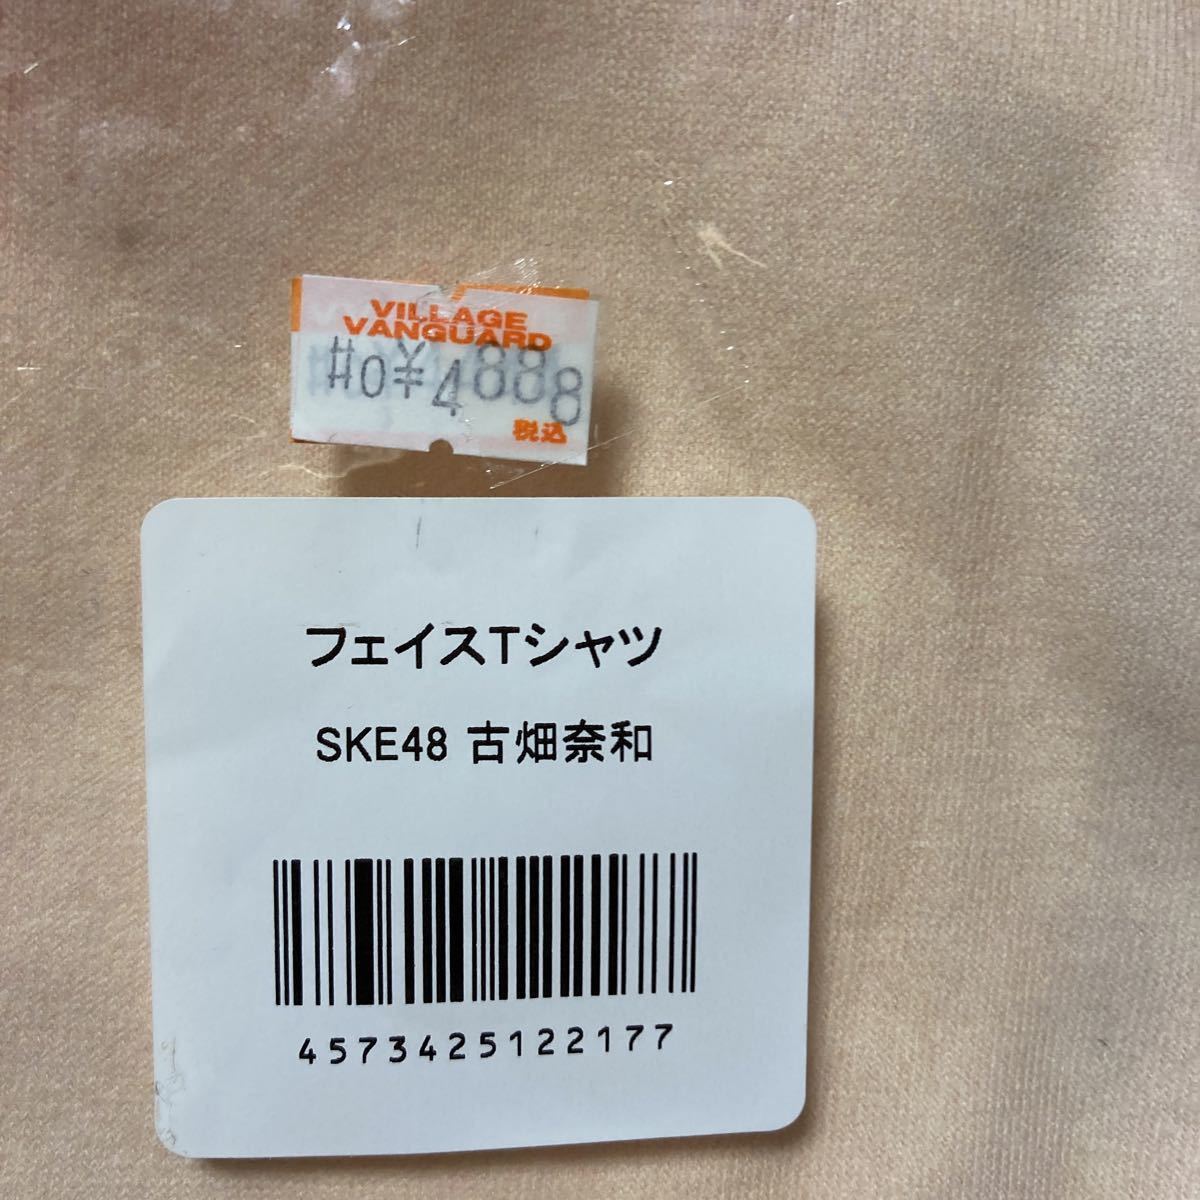 VILLAGE
VANGUARD
#0¥4888
税込
フェイスTシャツ
SKE48 古畑奈和
4573425122177